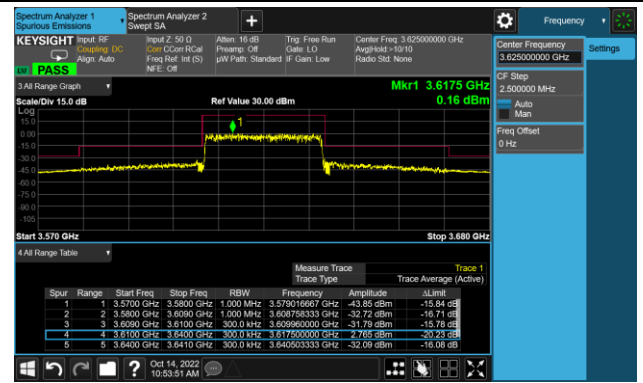 Spectrum Analyzer 1
Spurious Emissions
Spectrum Analyzer 2
Swept SA
Frequency
KEYSIGHT
Input: RF
Coupling: DC
Align: Auto
Input Z: 50 Ω
Corr CCorr RCal
Freq Ref: Int (S)
NFE: Off
Atten: 16 dB
Preamp: Off
µW Path: Standard
Trig: Free Run
Gate: LO
IF Gain: Low
Center Freq: 3.625000000 GHz
Avg|Hold:>10/10
Radio Std: None
PASS
Center Frequency
3.625000000 GHz
Settings
CF Step
2.500000 MHz
Auto
Man
Freq Offset
0 Hz
3 All Range Graph
Mkr1 3.6175 GHz
Scale/Div 15.0 dB
Ref Value 30.00 dBm
0.16 dBm
Log
15.0
0.00
-15.0
-30.0
-45.0
-60.0
-75.0
-90.0
-105
1
Start 3.570 GHz
Stop 3.680 GHz
4 All Range Table
Measure Trace
Trace 1
Trace Type
Trace Average (Active)
Spur Range Start Freq Stop Freq RBW Frequency Amplitude ΔLimit
1 1 3.5700 GHz 3.5800 GHz 1.000 MHz 3.579016667 GHz -43.85 dBm -15.84 dB
2 2 3.5800 GHz 3.6090 GHz 1.000 MHz 3.608758333 GHz -32.72 dBm -16.71 dB
3 3 3.6090 GHz 3.6100 GHz 300.0 kHz 3.609960000 GHz -31.79 dBm -15.78 dB
4 4 3.6100 GHz 3.6400 GHz 300.0 kHz 3.617500000 GHz 2.765 dBm -20.23 dB
5 5 3.6400 GHz 3.6410 GHz 300.0 kHz 3.640503333 GHz -32.09 dBm -16.08 dB
Oct 14, 2022
10:53:51 AM